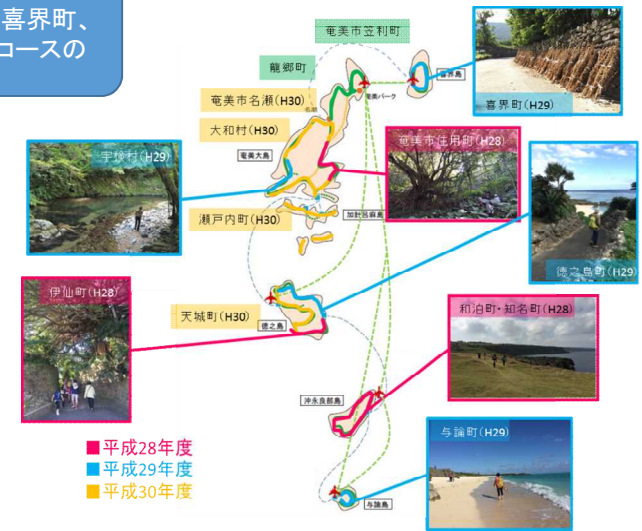 喜界町、
コースの
奄美市笠利町
龍郷町
奄美市名瀬(H30)
大和村(H30)
名瀬
奄美パーク
喜界島
喜界町(H29)
宇検村(H29)
奄美大島
奄美市住用町(H28)
瀬戸内町(H30)
加計呂麻島
徳之島町(H29)
伊仙町(H28)
天城町(H30)
徳之島
和泊町・知名町(H28)
沖永良部島
与論町(H29)
与論島
■平成28年度
■平成29年度
■平成30年度